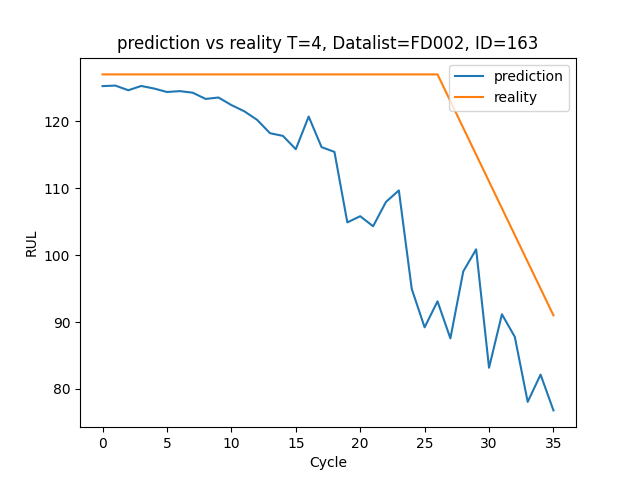 prediction vs reality T=4, Datalist=FD002, ID=163
prediction
reality
120
110
100
90
80
RUL
0 5 10 15 20 25 30 35
Cycle